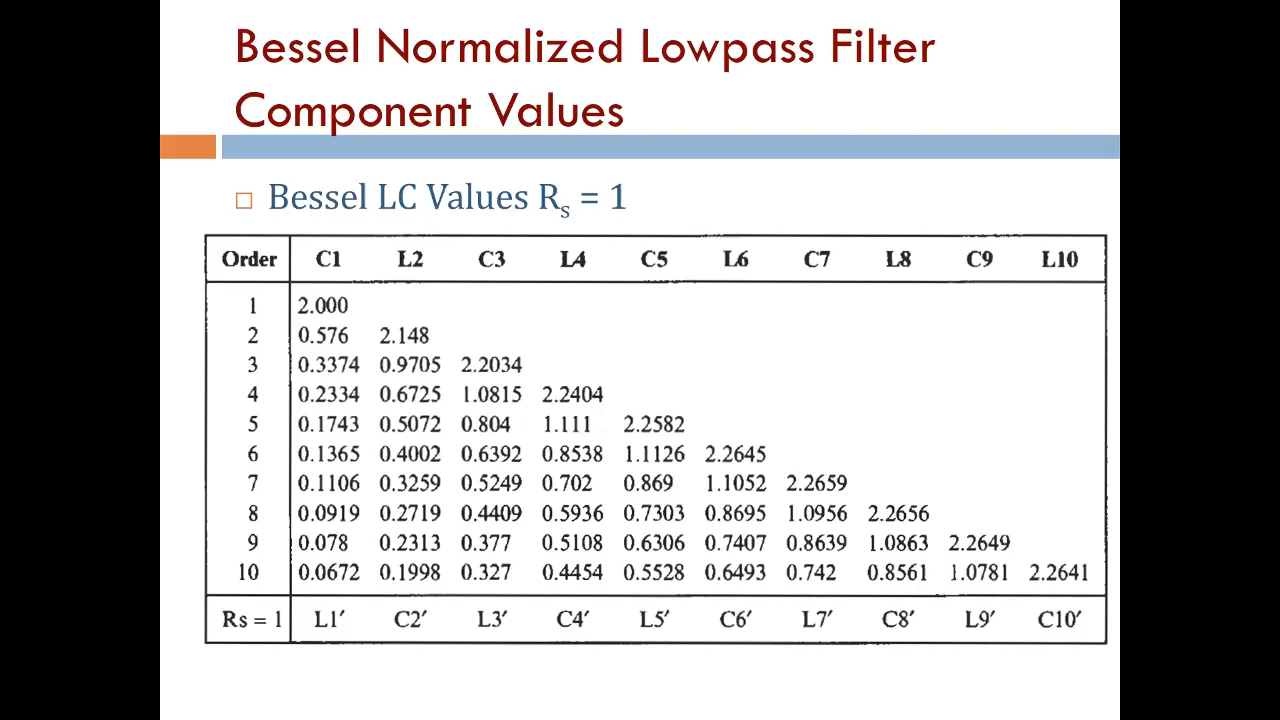 Bessel Normalized Lowpass Filter
Component Values
Bessel LC Values Rs = 1
Order C1 L2 C3 L4 C5 L6 C7 L8 C9 L10
1 2.000
2 0.576 2.148
3 0.3374 0.9705 2.2034
4 0.2334 0.6725 1.0815 2.2404
5 0.1743 0.5072 0.804 1.111 2.2582
6 0.1365 0.4002 0.6392 0.8538 1.1126 2.2645
7 0.1106 0.3259 0.5249 0.702 0.869 1.1052 2.2659
8 0.0919 0.2719 0.4409 0.5936 0.7303 0.8695 1.0956 2.2656
9 0.078 0.2313 0.377 0.5108 0.6306 0.7407 0.8639 1.0863 2.2649
10 0.0672 0.1998 0.327 0.4454 0.5528 0.6493 0.742 0.8561 1.0781 2.2641
Rs = 1 L1′ C2′ L3′ C4′ L5′ C6′ L7′ C8′ L9′ C10′